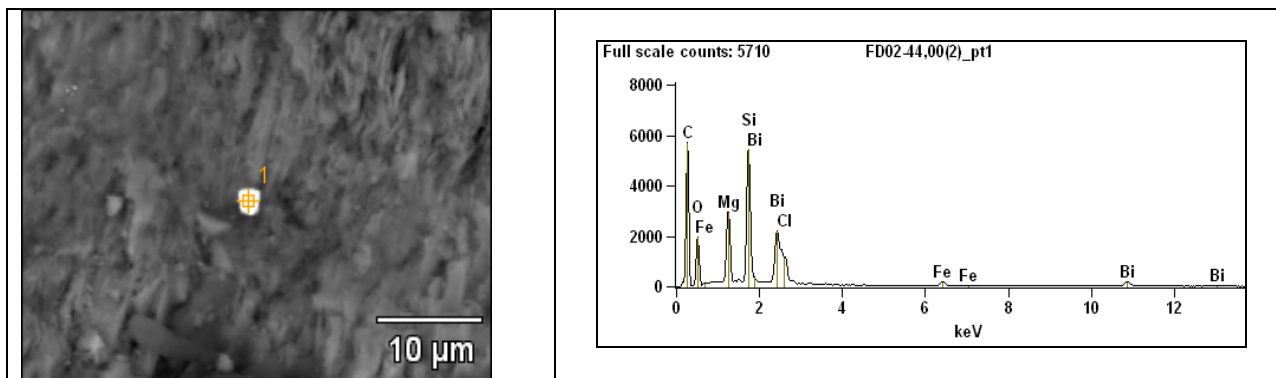 1
10 µm
Full scale counts: 5710 FD02-44,00(2)_pt1
8000
6000
4000
2000
0
C
O
Fe
Mg
Si
Bi
Bi
Cl
Fe
Fe
Bi
Bi
0 2 4 6 8 10 12
keV